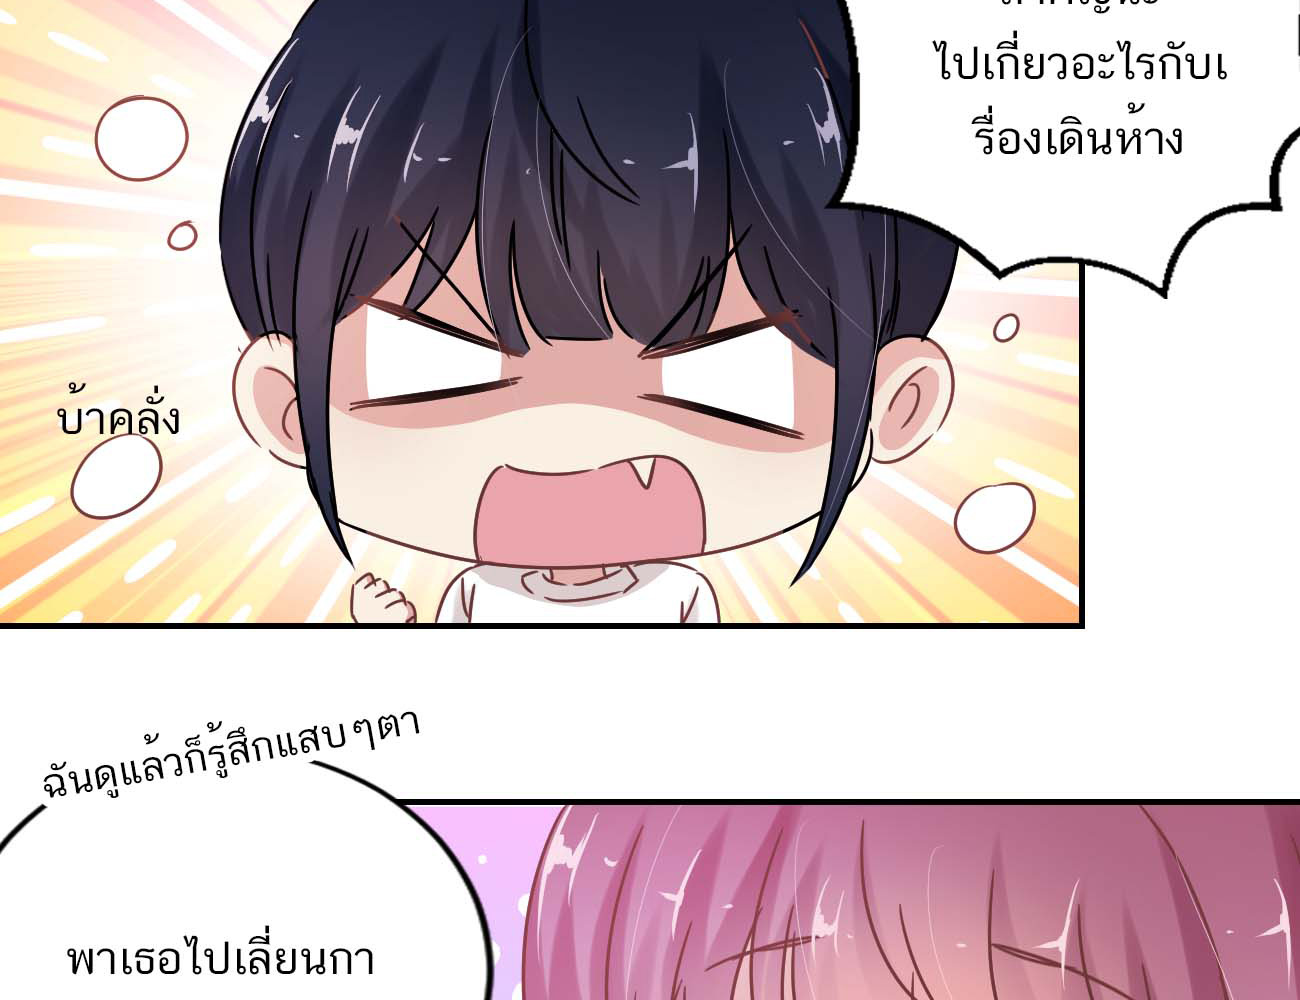 ไปเกี่ยวอะไรกับเ
รื่องเดินห้าง
บ้าคลั่ง
ฉันดูแล้วก็รู้สึกแสบๆตา
พาเธอไปเลี่ยนกา